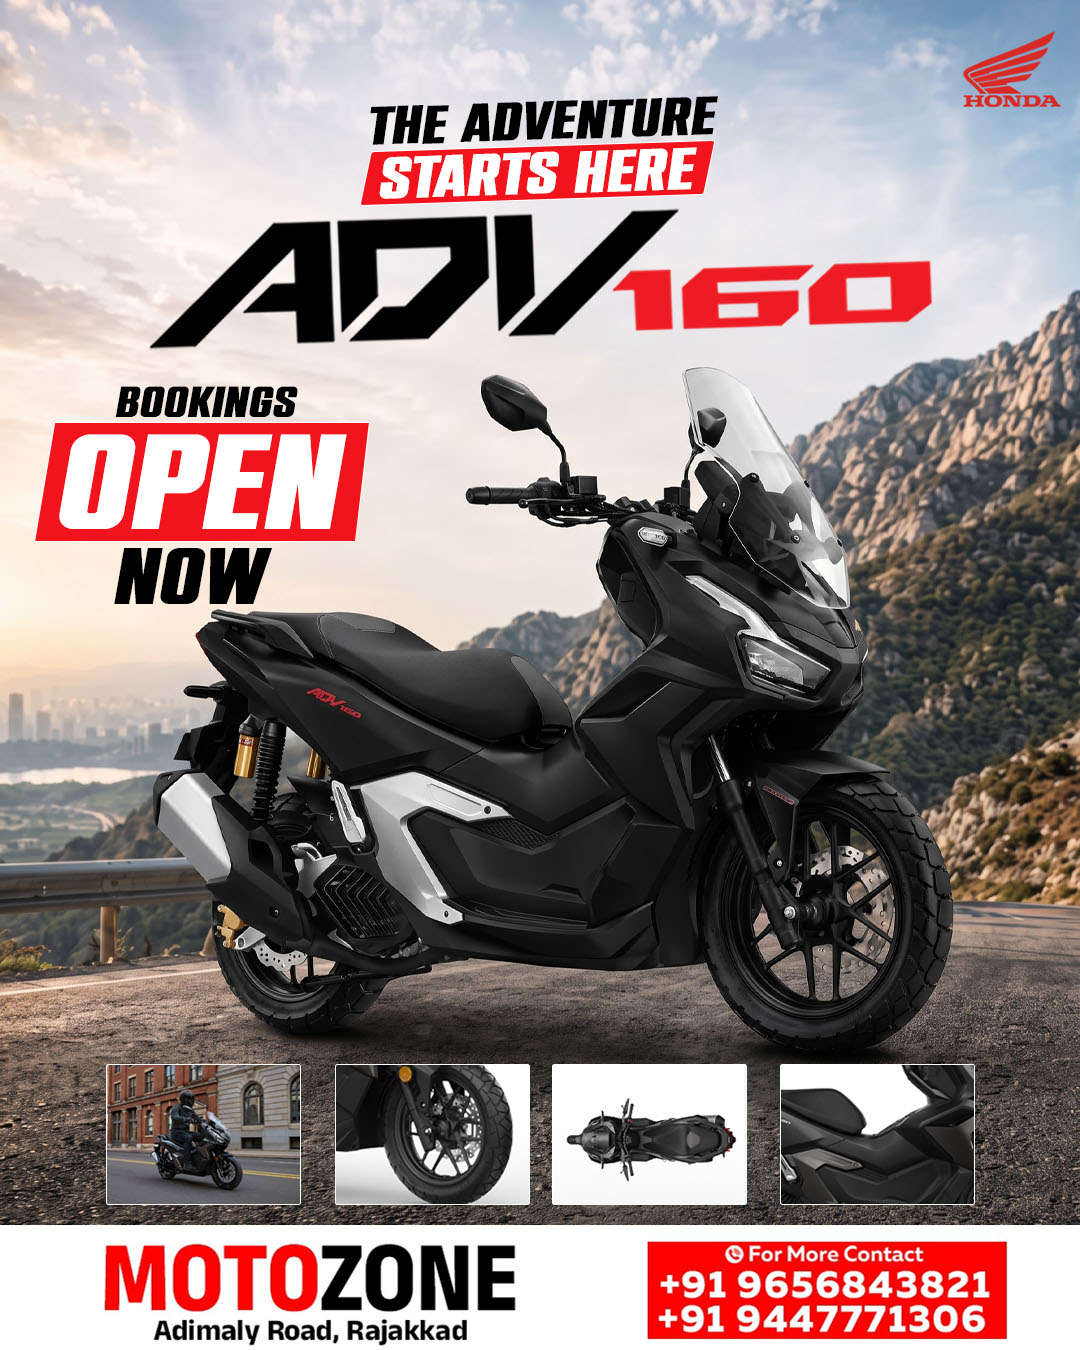 HONDA
THE ADVENTURE
STARTS HERE
ADV160
BOOKINGS
OPEN
NOW
ADV160
MOTOZONE
Adimaly Road, Rajakkad
For More Contact
+91 9656843821
+91 9447771306